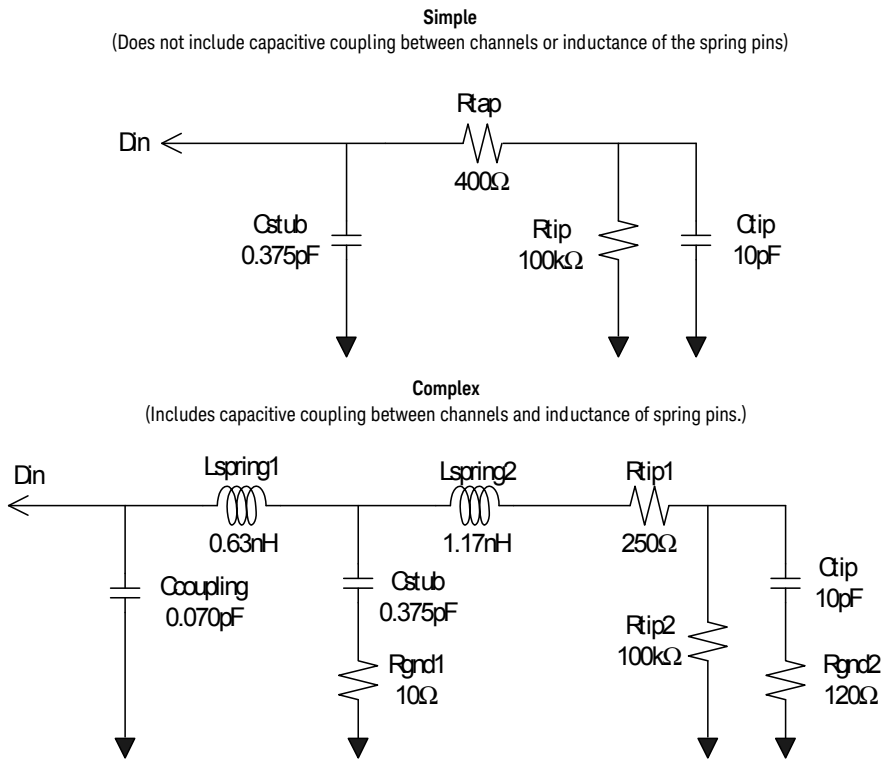 Simple
(Does not include capacitive coupling between channels or inductance of the spring pins)
Rtap
Din
400Ω
Cstub
0.375pF
Rtip
100kΩ
Ctip
10pF
Complex
(Includes capacitive coupling between channels and inductance of spring pins.)
Din
Lspring1
Lspring2
Rtip1
0.63nH
1.17nH
250Ω
Ccoupling
0.070pF
Cstub
0.375pF
Ctip
10pF
Rtip2
100kΩ
Rgnd1
10Ω
Rgnd2
120Ω